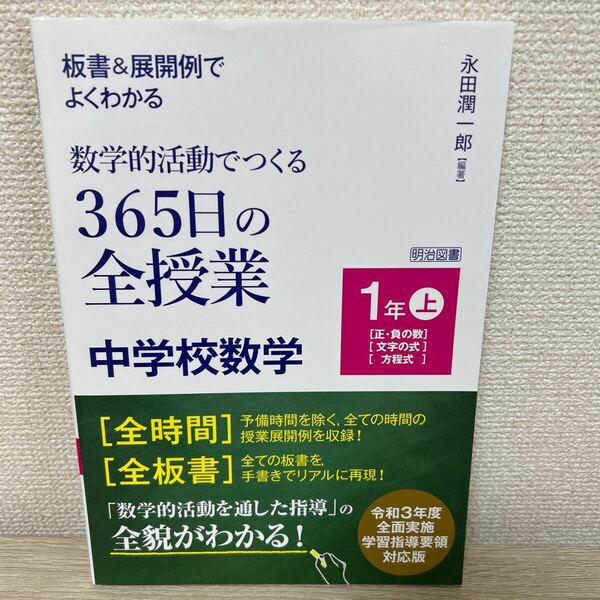 板書&展開例で
よくわかる
数学的活動でつくる
365日の
全授業
中学校数学
永田潤一郎
【編著】
明治図書
1年上
[正・負の数]
[文字の式]
[方程式]
[全時間]
予備時間を除く,全ての時間の
授業展開例を収録!
[全板書]
全ての板書を,
手書きでリアルに再現!
「数学的活動を通した指導」の
全貌がわかる!
令和3年度
全面実施
学習指導要領
対応版